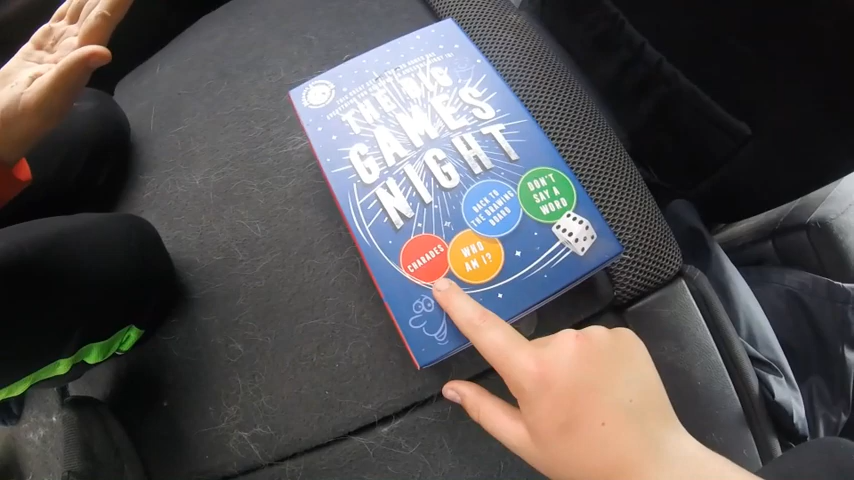 THE BIG
GAMES
NIGHT
CHARADES
WHO
AM I?
BACK TO
THE DRAWING
BOARD
DON'T
SAY A
WORD